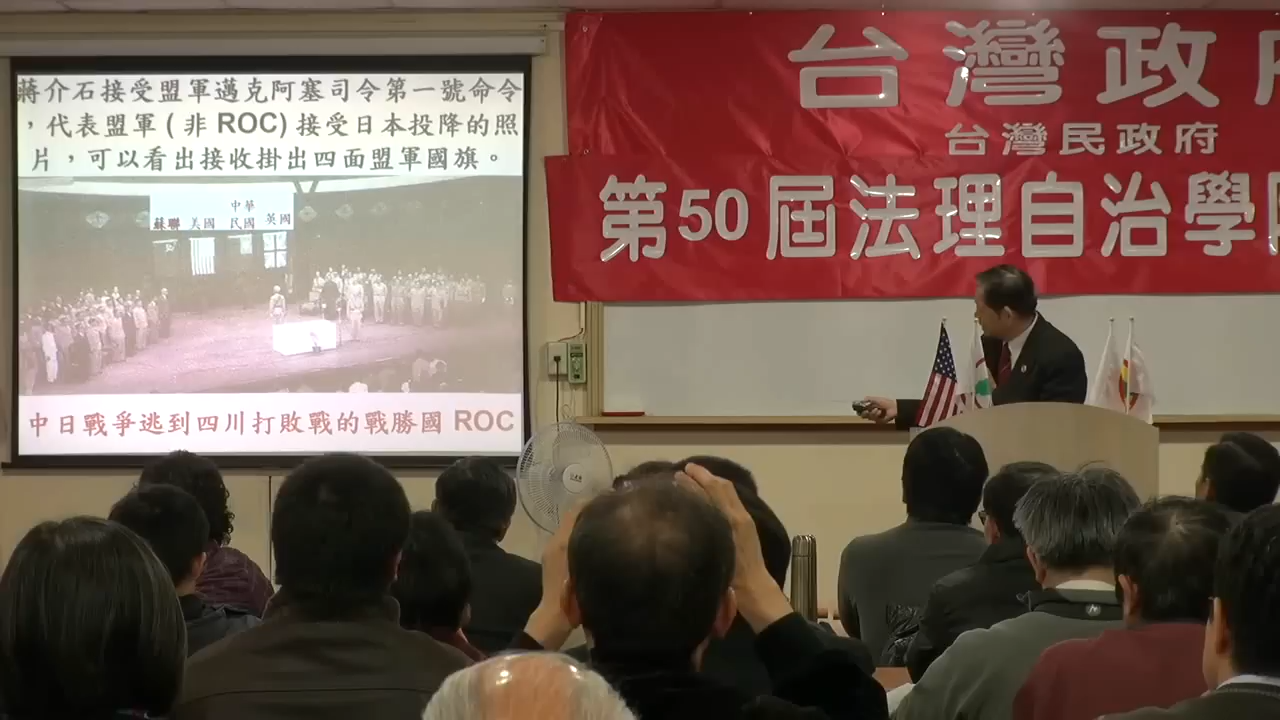 蔣介石接受盟軍邁克阿塞司令第一號命令
，代表盟軍(非ROC)接受日本投降的照
片，可以看出接收掛出四面盟軍國旗。
中華
蘇聯 美國 民國 英國
中日戰爭逃到四川打敗戰的戰勝國 ROC
台灣政
台灣民政府
第50屆法理自治學